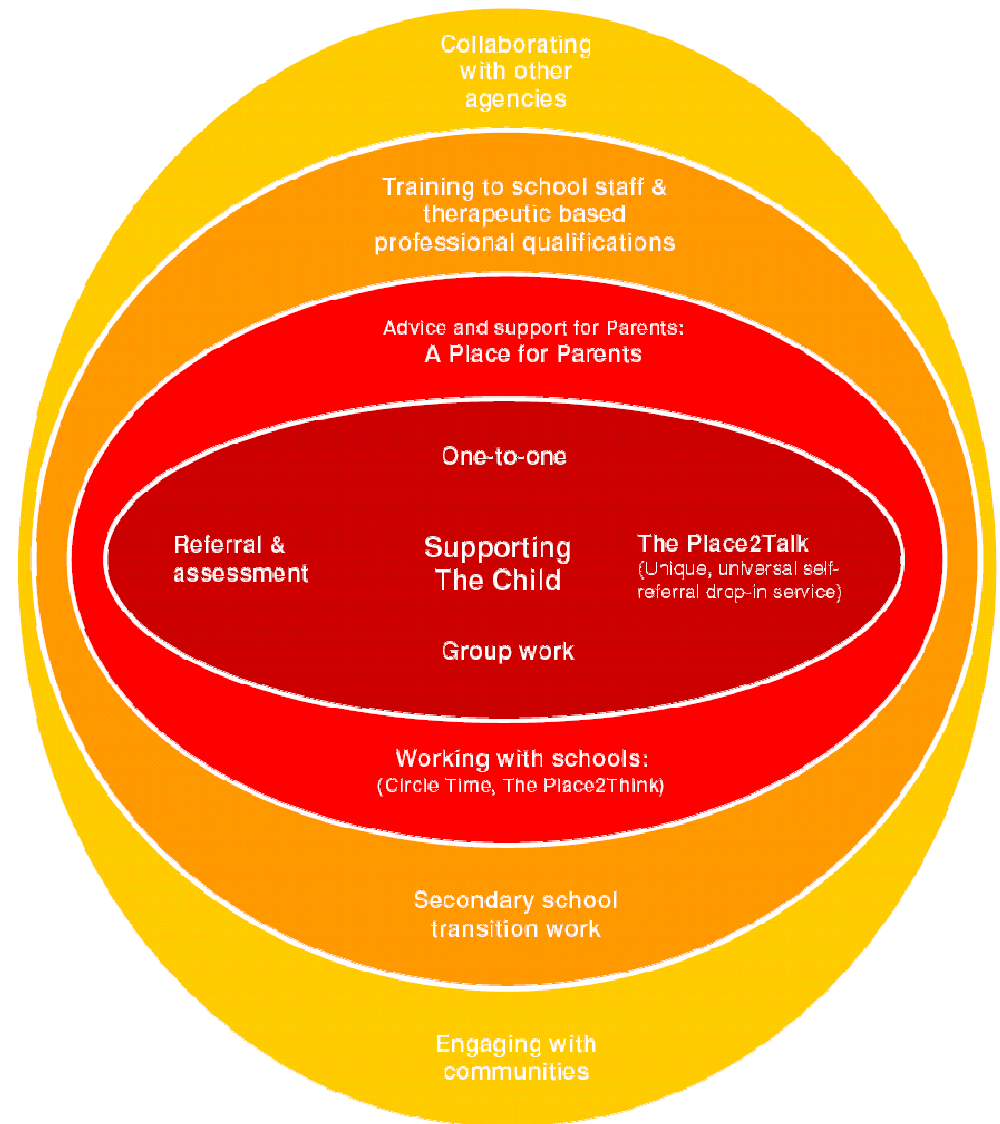 Collaborating
with other
agencies
Training to school staff &
therapeutic based
professional qualifications
Advice and support for Parents:
A Place for Parents
One-to-one
Referral &
assessment
Supporting
The Child
The Place2Talk
(Unique, universal self-
referral drop-in service)
Group work
Working with schools:
(Circle Time, The Place2Think)
Secondary school
transition work
Engaging with
communities